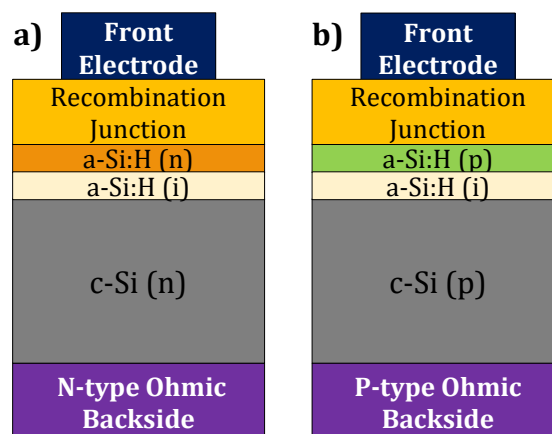 a)
Front
Electrode
Recombination
Junction
a-Si:H (n)
a-Si:H (i)
c-Si (n)
N-type Ohmic
Backside
b)
Front
Electrode
Recombination
Junction
a-Si:H (p)
a-Si:H (i)
c-Si (p)
P-type Ohmic
Backside